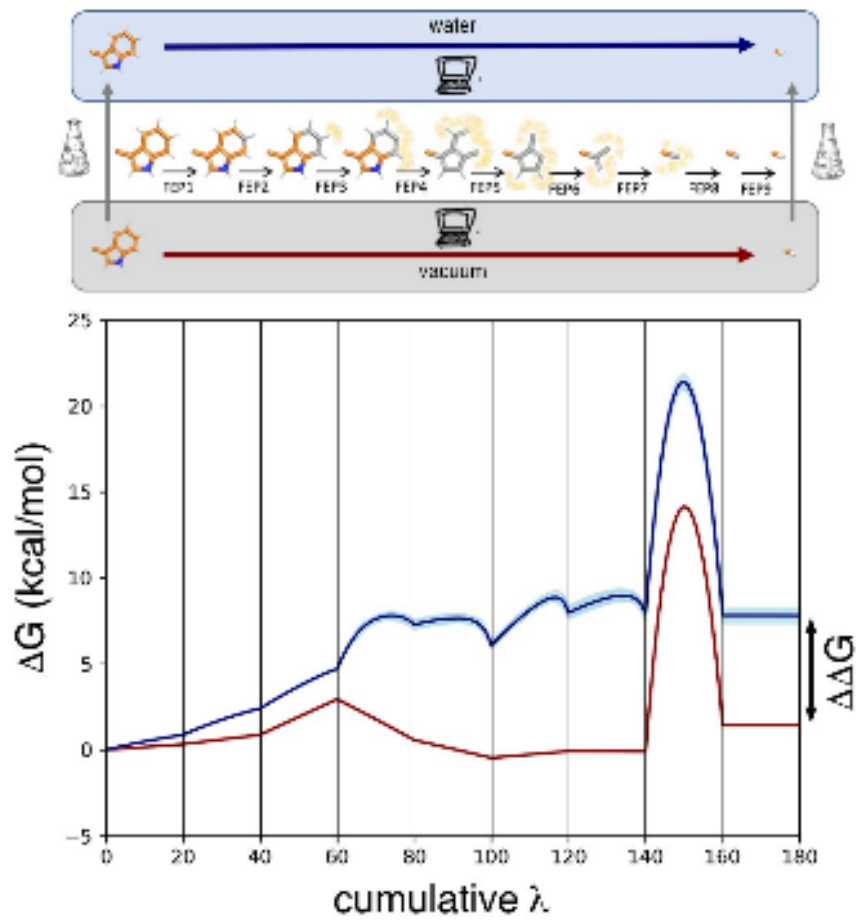 water
FEP1 FEP2 FEP3 FEP4 FEP5 FEP6 FEP7 FEP8 FEP9
vacuum
25
20
15
10
5
0
−5
ΔG (kcal/mol)
ΔΔG
0 20 40 60 80 100 120 140 160 180
cumulative λ